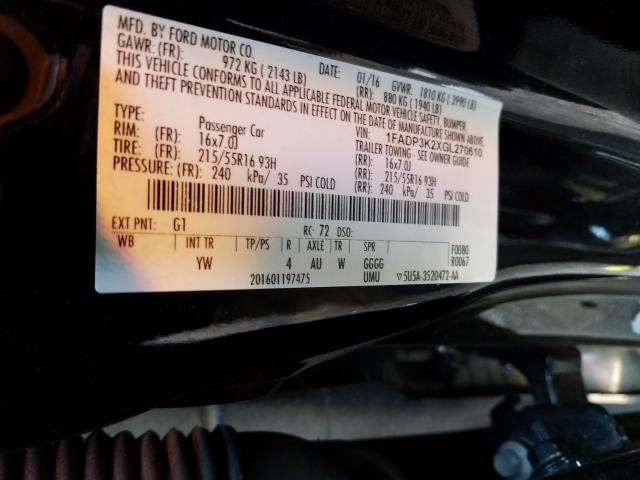 MFD. BY FORD MOTOR CO.
DATE: 01/16 GVWR: 1810 KG ( 3990 LB)
GAWR: (FR): 972 KG ( 2143 LB) (RR): 880 KG ( 1940 LB)
THIS VEHICLE CONFORMS TO ALL APPLICABLE FEDERAL MOTOR VEHICLE SAFETY, BUMPER,
AND THEFT PREVENTION STANDARDS IN EFFECT ON THE DATE OF MANUFACTURE SHOWN ABOVE.
VIN: 1FADP3K2XGL270610
TYPE: Passenger Car TRAILER TOWING - SEE OWNER GUIDE
RIM: (FR): 16x7.0J (RR): 16x7.0J
TIRE: (FR): 215/55R16 93H (RR): 215/55R16 93H
PRESSURE: (FR): 240 kPa/ 35 PSI COLD (RR): 240 kPa/ 35 PSI COLD
EXT PNT: G1 RC: 72 DSO:
WB INT TR TP/PS R AXLE TR SPR F0080
YW 4 AU W GGGG R0067
201601197475 UMU ▽ 5U5A-3520472-AA